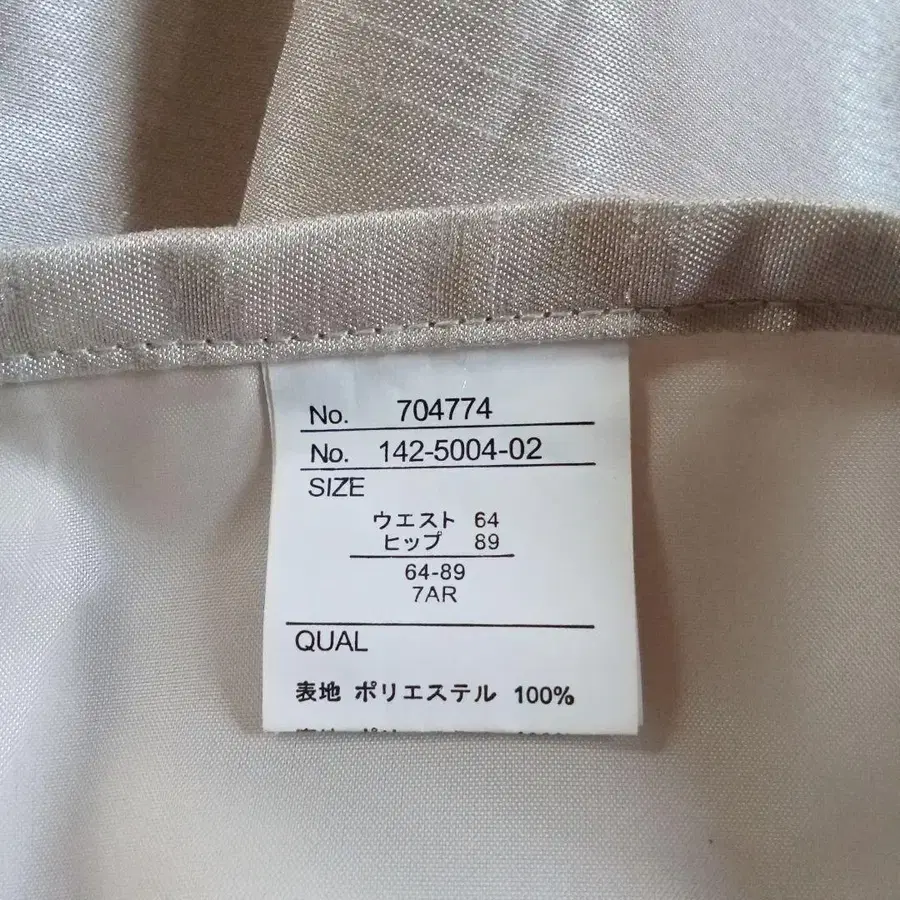 No. 704774
No. 142-5004-02
SIZE
ウエスト 64
ヒップ 89
64-89
7AR
QUAL
表地 ポリエステル 100%